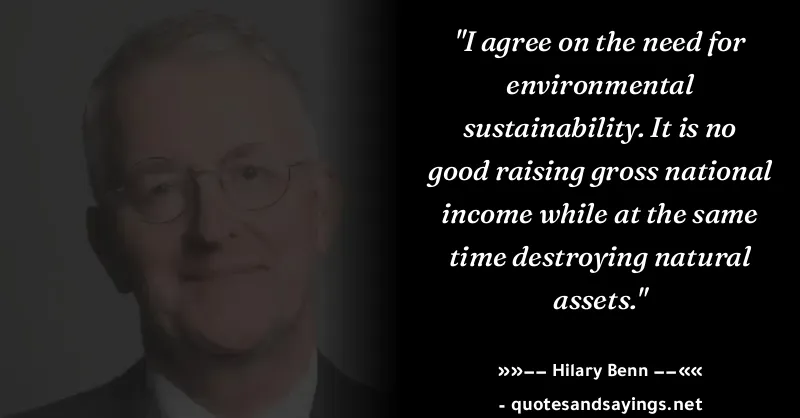 "I agree on the need for
environmental
sustainability. It is no
good raising gross national
income while at the same
time destroying natural
assets."
»»−− Hilary Benn −−««
- quotesandsayings.net